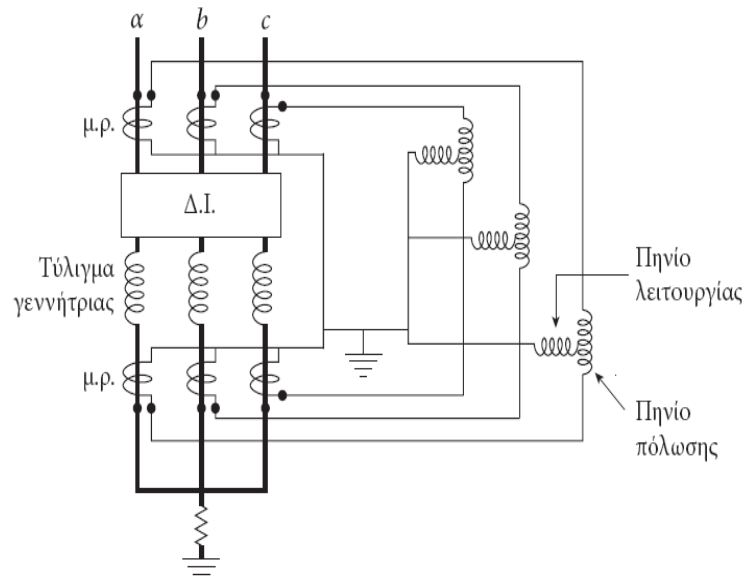 α b c
μ.ρ.
Δ.Ι.
Τύλιγμα
γεννήτριας
Πηνίο
λειτουργίας
μ.ρ.
Πηνίο
πόλωσης